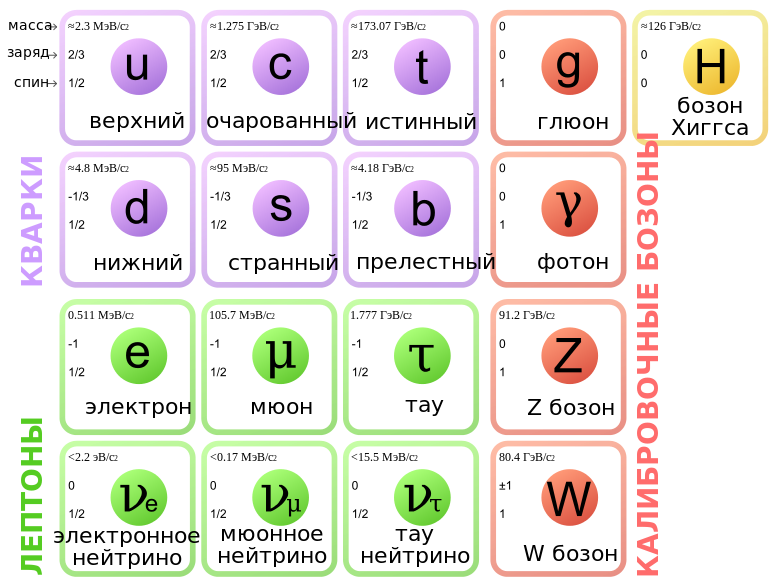 масса→
заряд→
спин→
≈2.3 МэВ/c2
2/3
1/2
u
верхний
≈1.275 ГэВ/c2
2/3
1/2
c
очарованный
≈173.07 ГэВ/c2
2/3
1/2
t
истинный
0
0
1
g
глюон
≈126 ГэВ/c2
0
0
H
бозон
Хиггса
КВАРКИ
≈4.8 МэВ/c2
-1/3
1/2
d
нижний
≈95 МэВ/c2
-1/3
1/2
s
странный
≈4.18 ГэВ/c2
-1/3
1/2
b
прелестный
0
0
1
γ
фотон
КАЛИБРОВОЧНЫЕ БОЗОНЫ
0.511 МэВ/c2
-1
1/2
e
электрон
105.7 МэВ/c2
-1
1/2
μ
мюон
1.777 ГэВ/c2
-1
1/2
τ
тау
91.2 ГэВ/c2
0
1
Z
Z бозон
ЛЕПТОНЫ
<2.2 эВ/c2
0
1/2
νe
электронное
нейтрино
<0.17 МэВ/c2
0
1/2
νμ
мюонное
нейтрино
<15.5 МэВ/c2
0
1/2
ντ
тау
нейтрино
80.4 ГэВ/c2
±1
1
W
W бозон